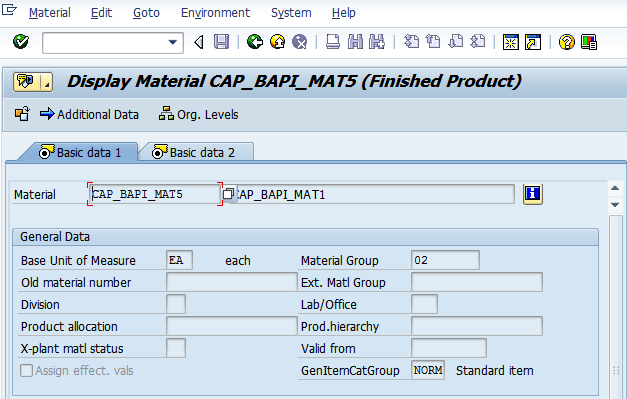 Material Edit Goto Environment System Help
Display Material CAP_BAPI_MAT5 (Finished Product)
Additional Data Org. Levels
Basic data 1 Basic data 2
Material CAP_BAPI_MAT5 CAP_BAPI_MAT1
General Data
Base Unit of Measure EA each Material Group 02
Old material number Ext. Matl Group
Division Lab/Office
Product allocation Prod.hierarchy
X-plant matl status Valid from
Assign effect. vals GenItemCatGroup NORM Standard item